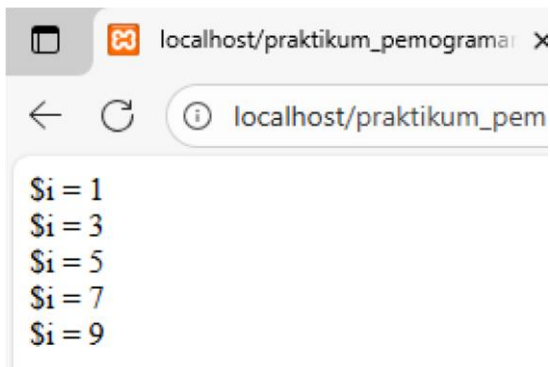 localhost/praktikum_pemograma
localhost/praktikum_pem
$i = 1
$i = 3
$i = 5
$i = 7
$i = 9